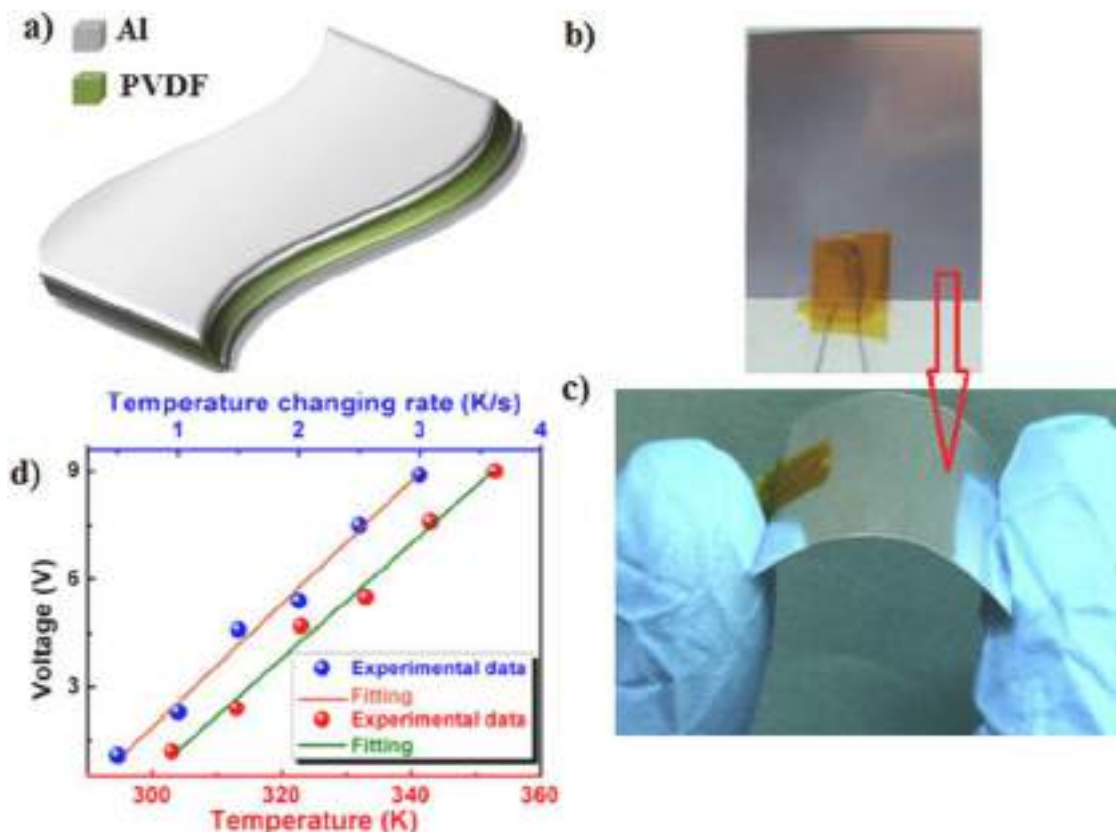 a)
Al
PVDF
b)
c)
d)
Temperature changing rate (K/s)
1 2 3 4
9
6
3
Voltage (V)
Experimental data
Fitting
Experimental data
Fitting
300 320 340 360
Temperature (K)